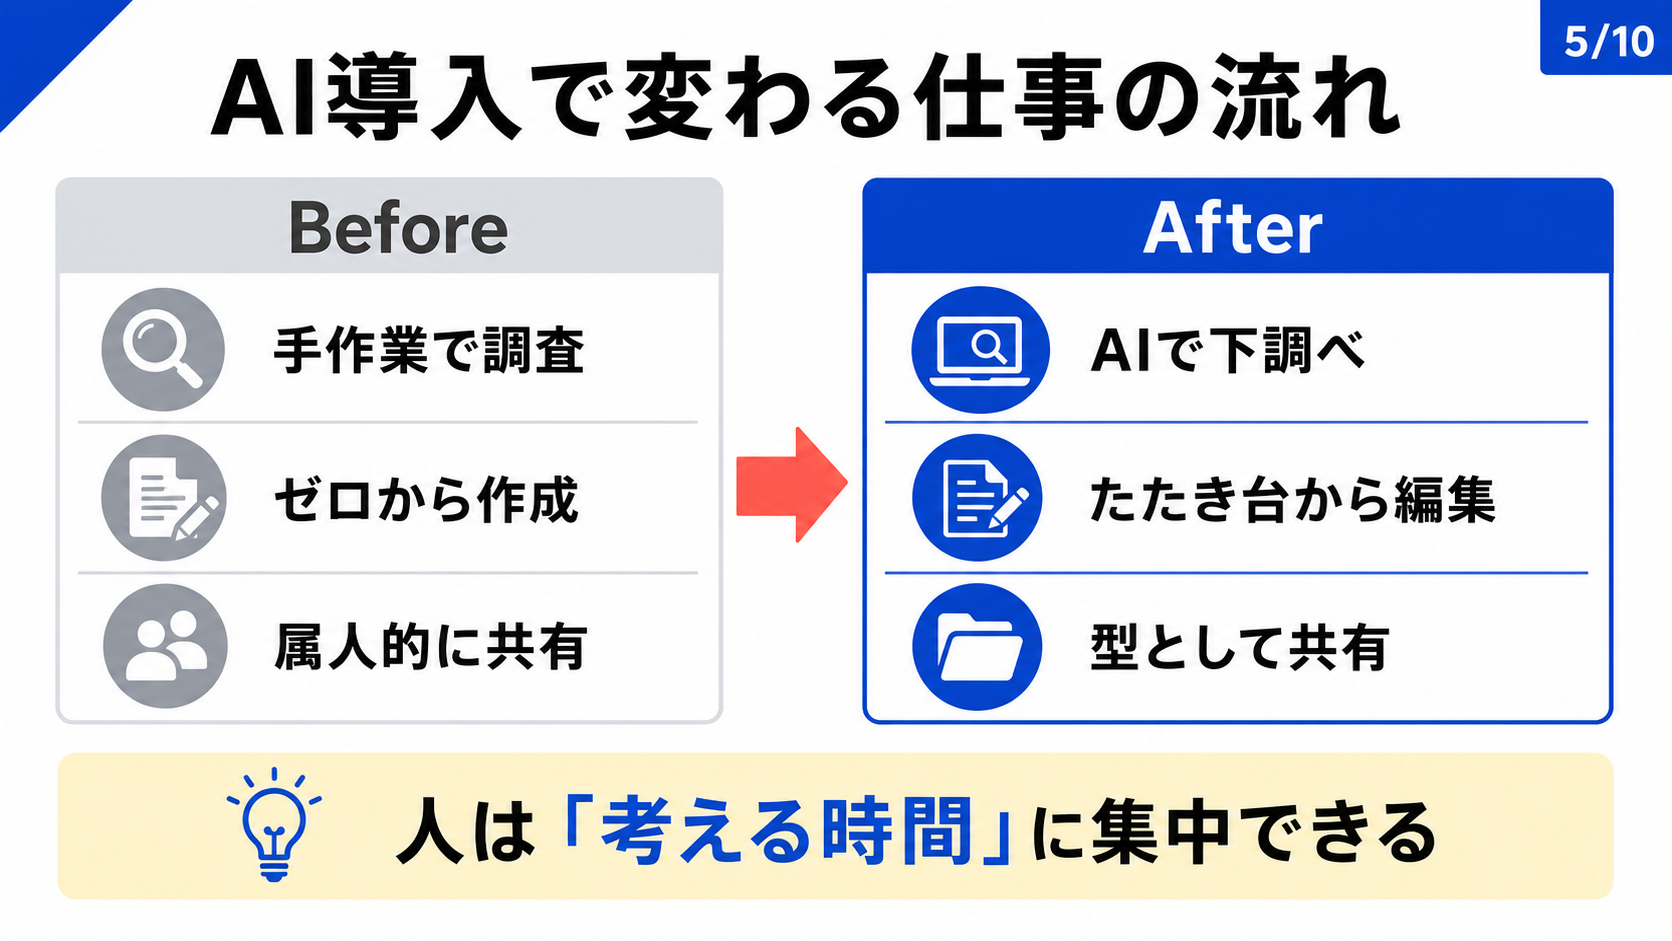 5/10
AI導入で変わる仕事の流れ
Before
手作業で調査
ゼロから作成
属人的に共有
After
AIで下調べ
たたき台から編集
型として共有
人は「考える時間」に集中できる